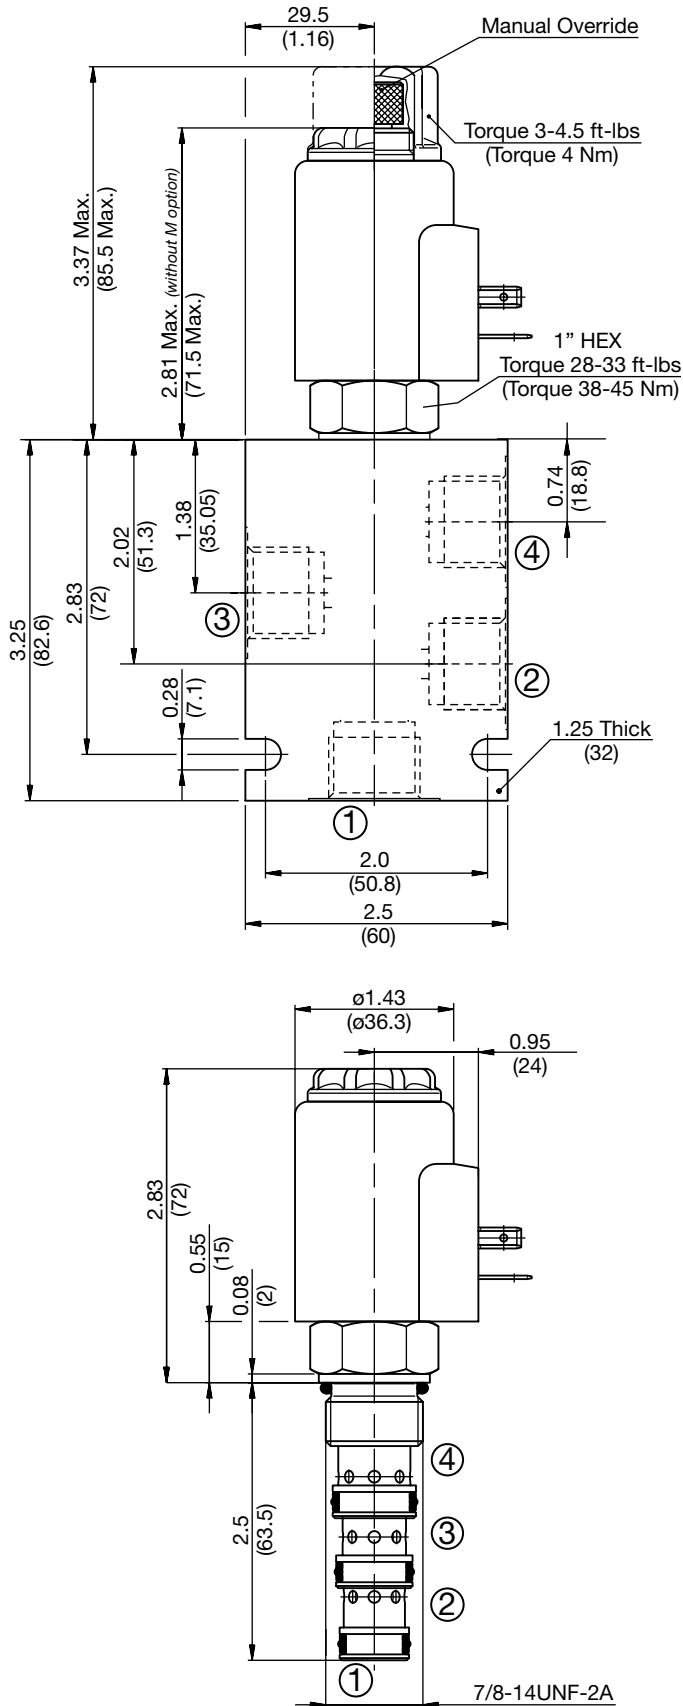 29.5
(1.16)
Manual Override
Torque 3-4.5 ft-lbs
(Torque 4 Nm)
3.37 Max.
(85.5 Max.)
2.81 Max. (without M option)
(71.5 Max.)
1” HEX
Torque 28-33 ft-lbs
(Torque 38-45 Nm)
3.25
(82.6)
2.83
(72)
2.02
(51.3)
1.38
(35.05)
0.74
(18.8)
4
3
2
0.28
(7.1)
1.25 Thick
(32)
1
2.0
(50.8)
2.5
(60)
ø1.43
(ø36.3)
0.95
(24)
2.83
(72)
0.55
(15)
0.08
(2)
2.5
(63.5)
4
3
2
1
7/8-14UNF-2A